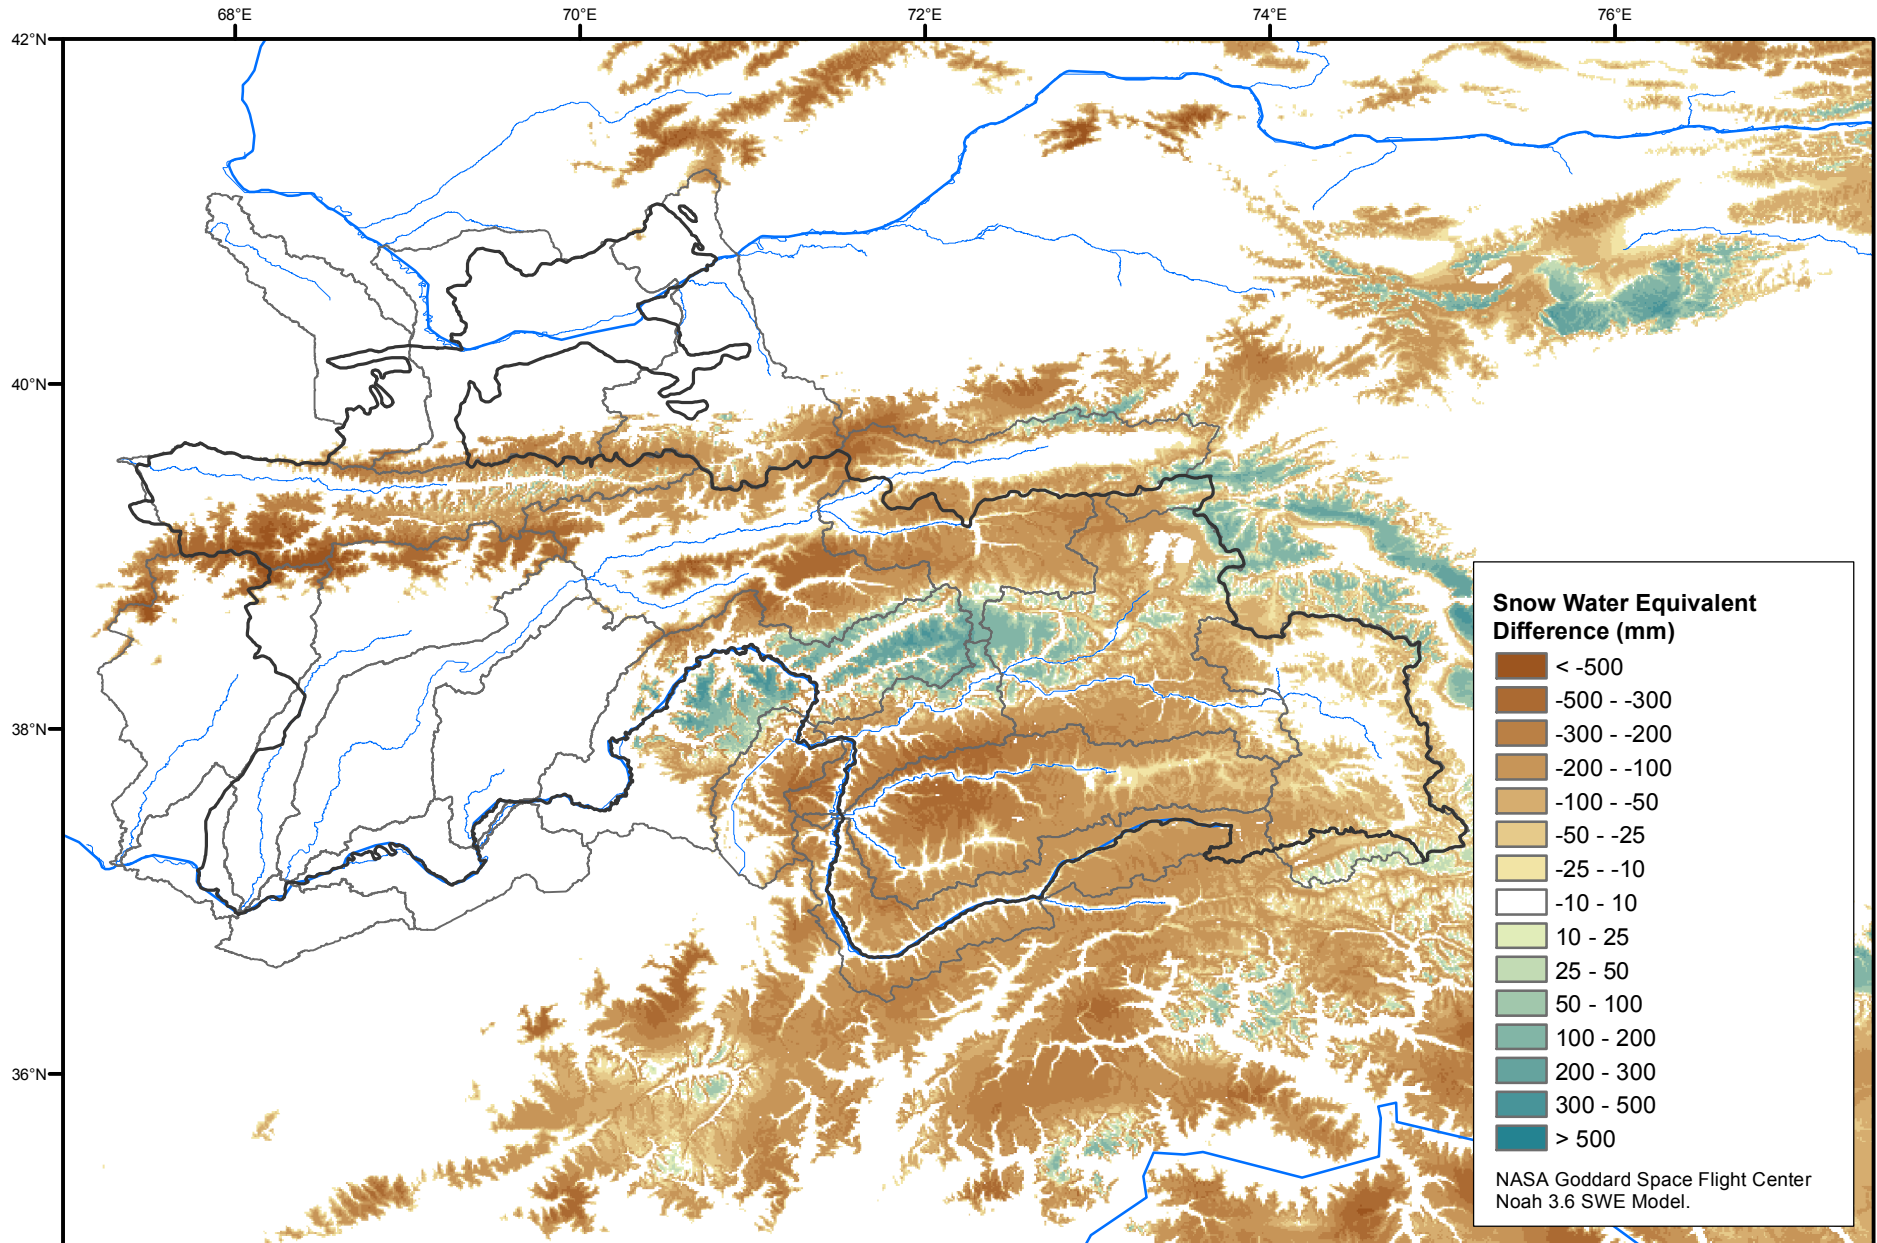 68°E
70°E
72°E
74°E
76°E
42°N
40°N
38°N
36°N
Snow Water Equivalent
Difference (mm)
< -500
-500 - -300
-300 - -200
-200 - -100
-100 - -50
-50 - -25
-25 - -10
-10 - 10
10 - 25
25 - 50
50 - 100
100 - 200
200 - 300
300 - 500
> 500
NASA Goddard Space Flight Center
Noah 3.6 SWE Model.